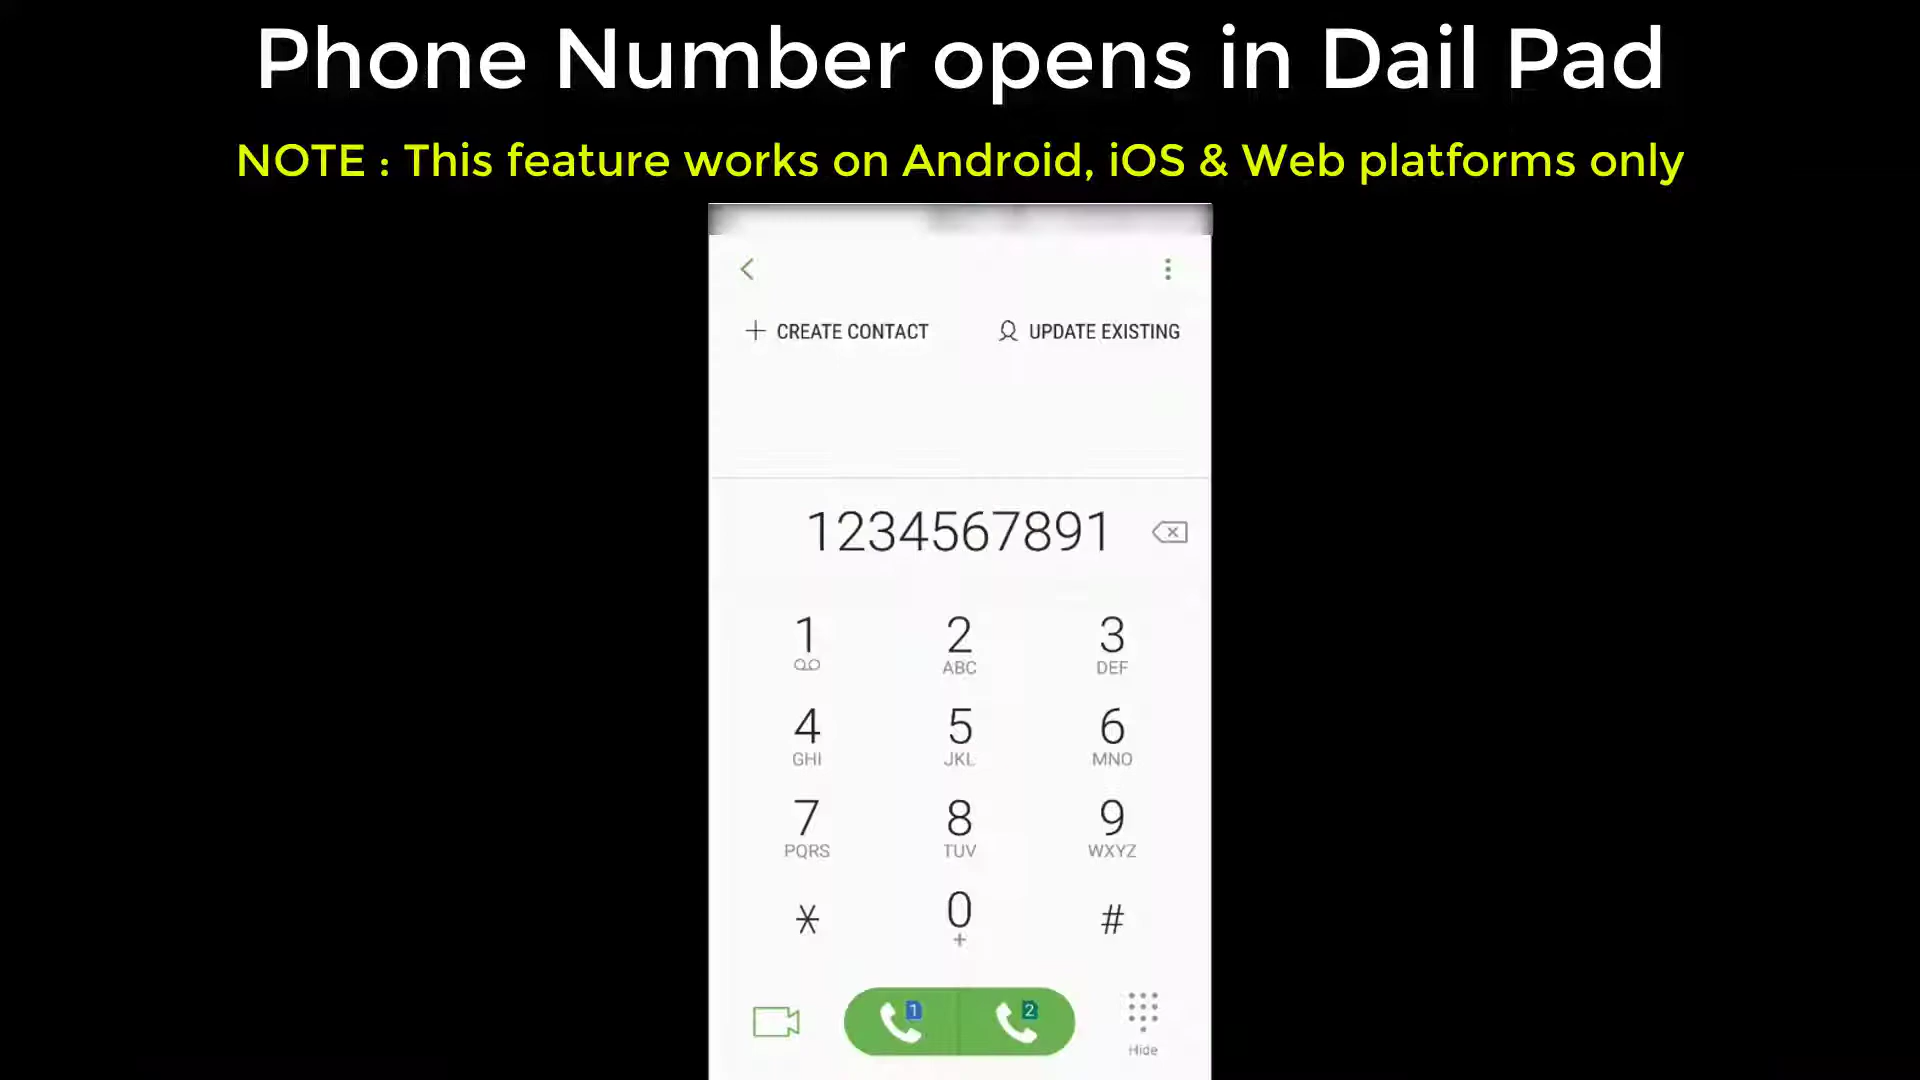 Phone Number opens in Dail Pad
NOTE : This feature works on Android, iOS & Web platforms only
CREATE CONTACT UPDATE EXISTING
1234567891
1 2 3
ABC DEF
4 5 6
GHI JKL MNO
7 8 9
PQRS TUV WXYZ
* 0 #
+
1 2
Hide